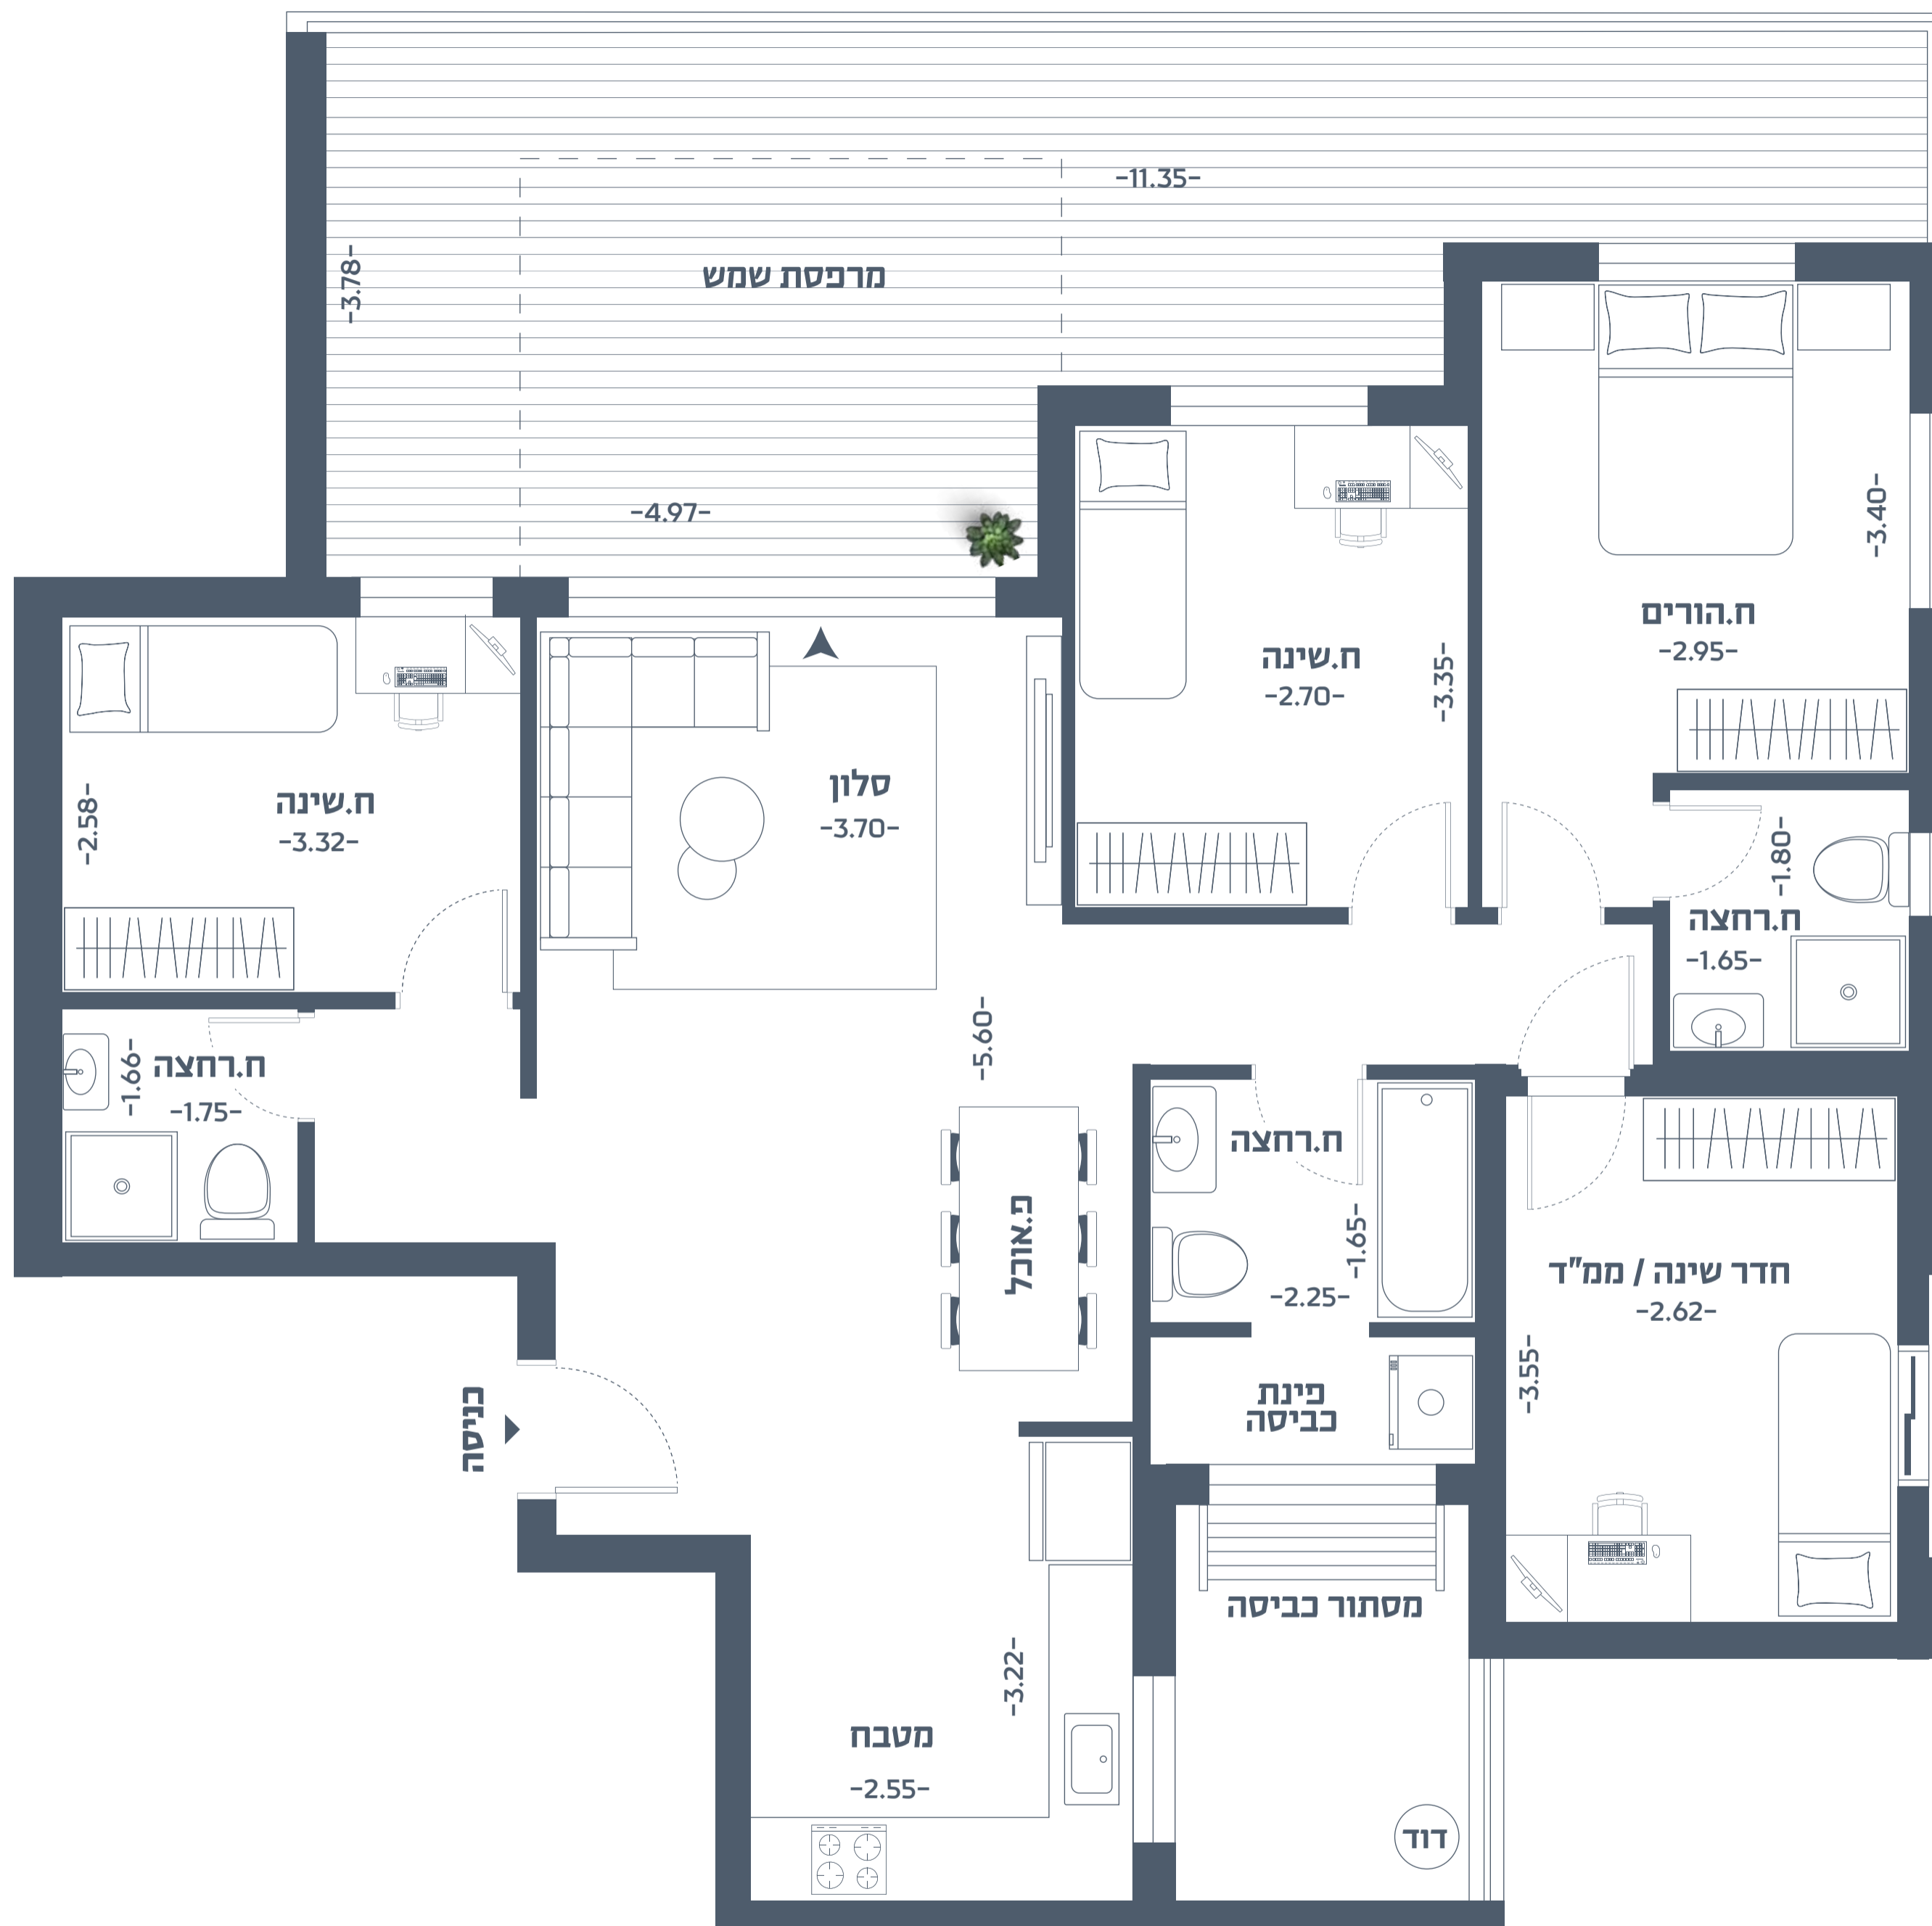 -11.35-
-3.78-
מרפסת שמש
-4.97-
-3.40-
ח.הורים
-2.95-
ח.שינה
-2.70-
-3.35-
סלון
-3.70-
ח.שינה
-3.32-
-2.58-
-1.80-
ח.רחצה
-1.65-
-5.60-
ח.רחצה
-1.75-
-1.66-
ח.רחצה
-1.65-
-2.25-
פ.אוכל
חדר שינה / ממ"ד
-2.62-
-3.55-
פינת
כביסה
כניסה
מסתור כביסה
-3.22-
מטבח
-2.55-
דוד